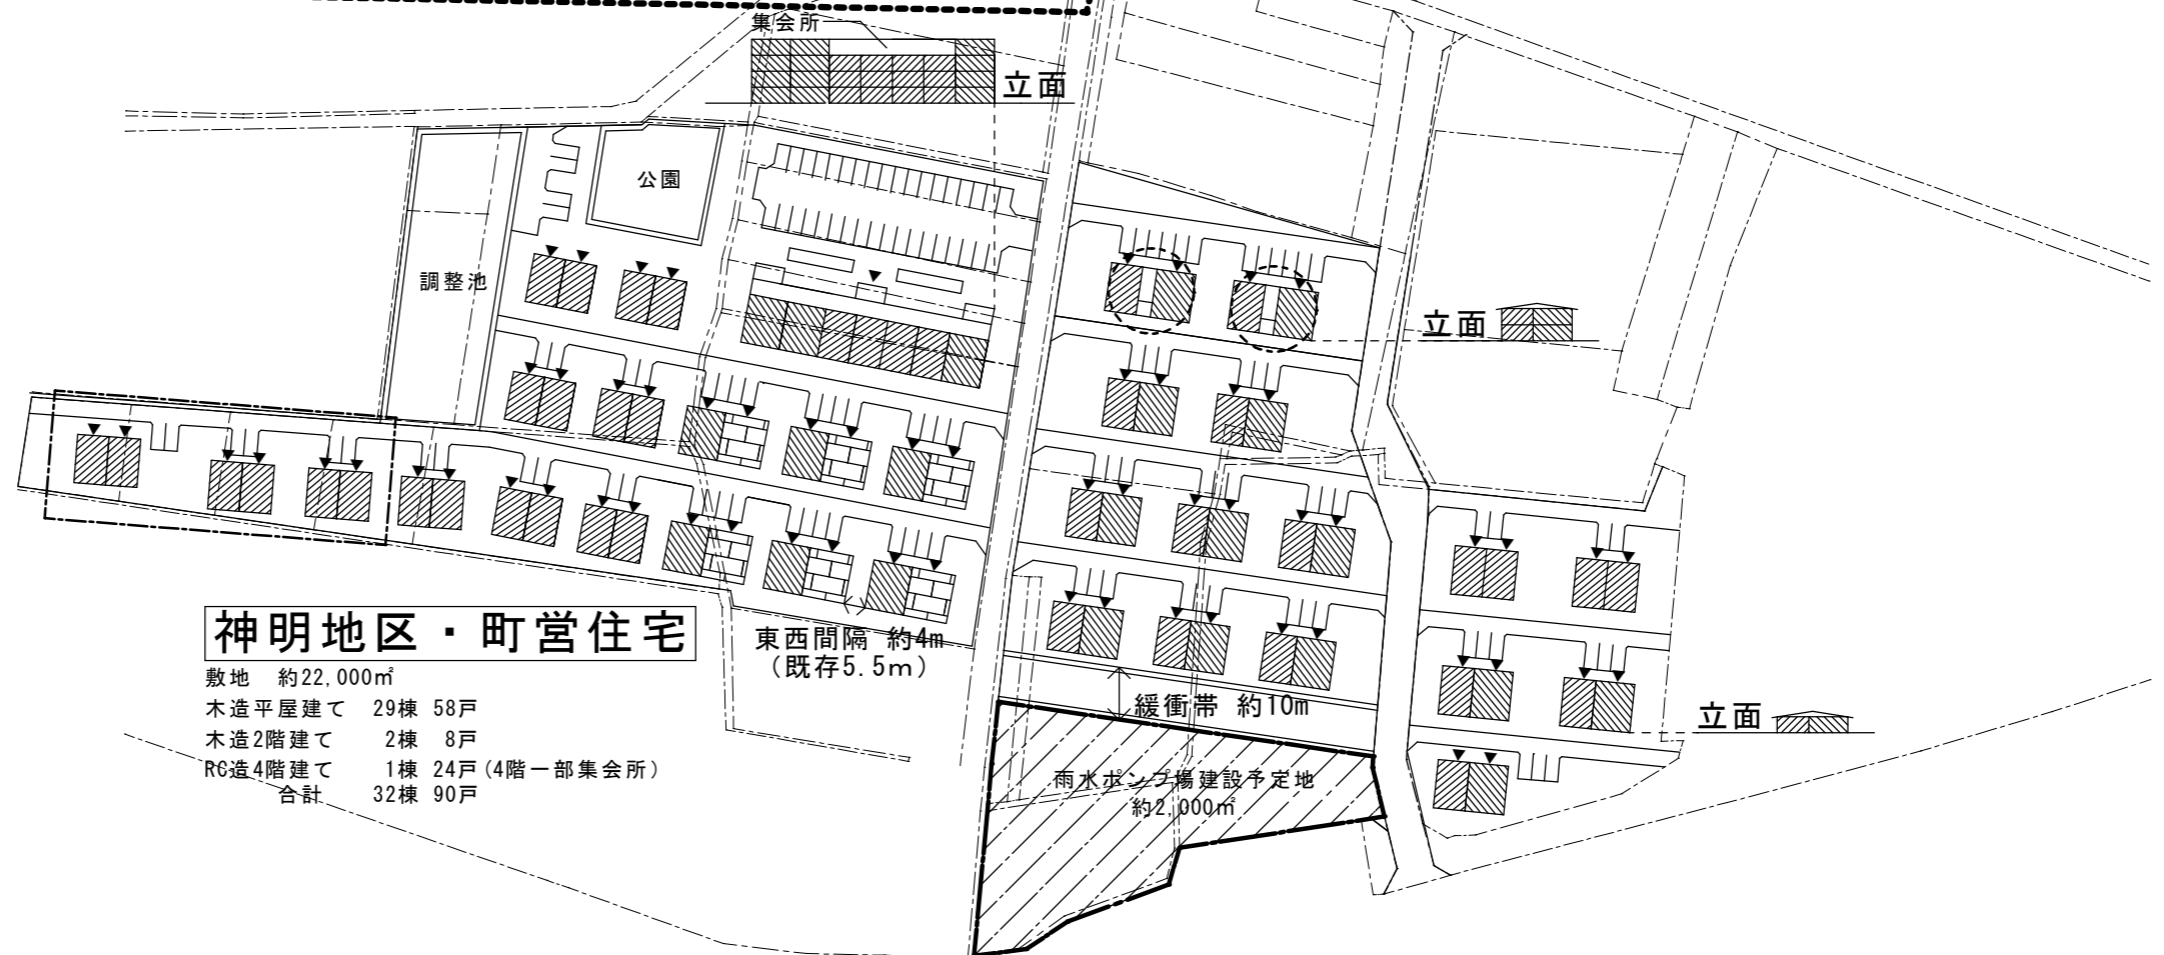 集会所
立面
公園
調整池
立面
神明地区・町営住宅
敷地　約22,000㎡
木造平屋建て　29棟 58戸
木造2階建て　2棟 8戸
RC造4階建て　1棟 24戸(4階一部集会所)
合計　32棟 90戸
東西間隔 約4m
(既存5.5m)
緩衝帯 約10m
立面
雨水ポンプ場建設予定地
約2,000㎡